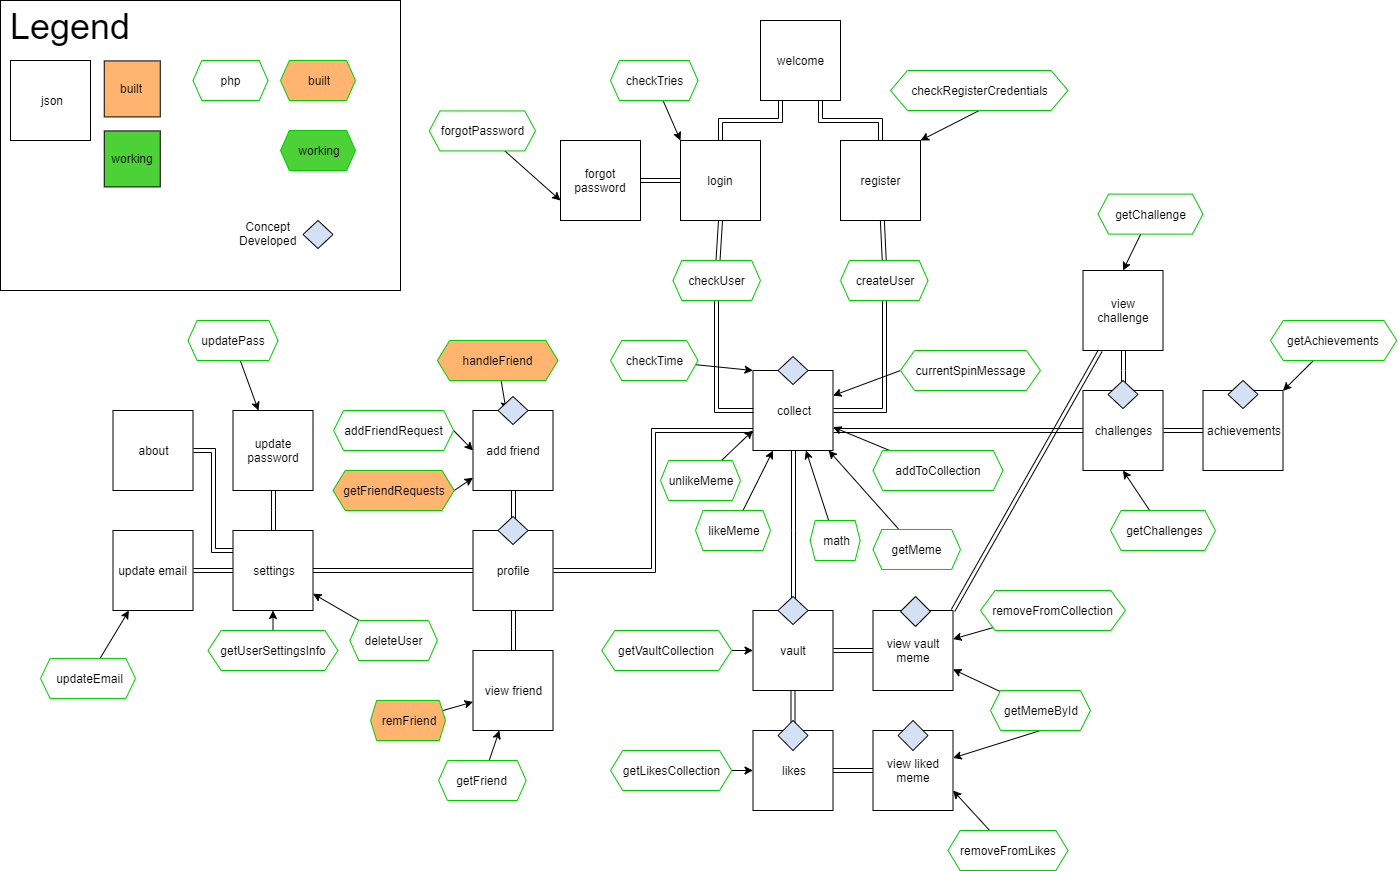 Legend
json
built
php
built
working
working
Concept
Developed
welcome
checkTries
checkRegisterCredentials
forgotPassword
forgot
password
login
register
getChallenge
checkUser
createUser
view
challenge
updatePass
handleFriend
checkTime
currentSpinMessage
getAchievements
about
update
password
addFriendRequest
add friend
getFriendRequests
collect
challenges
achievements
unlikeMeme
addToCollection
likeMeme
math
getMeme
getChallenges
update email
settings
profile
updateEmail
getUserSettingsInfo
deleteUser
getVaultCollection
vault
view vault
meme
removeFromCollection
view friend
remFriend
getMemeById
getFriend
getLikesCollection
likes
view liked
meme
removeFromLikes